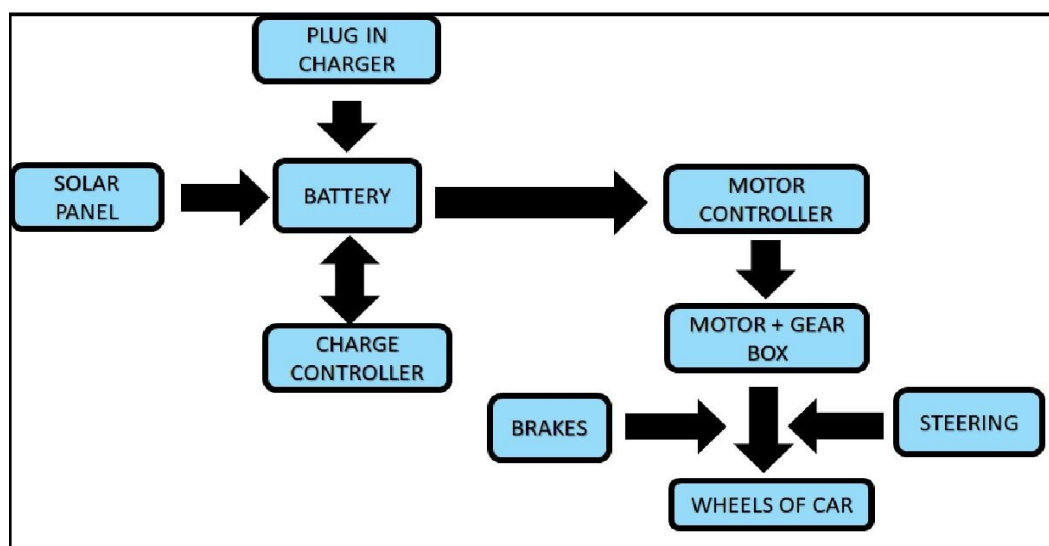 PLUG IN
CHARGER
SOLAR
PANEL
BATTERY
MOTOR
CONTROLLER
CHARGE
CONTROLLER
MOTOR + GEAR
BOX
BRAKES
STEERING
WHEELS OF CAR